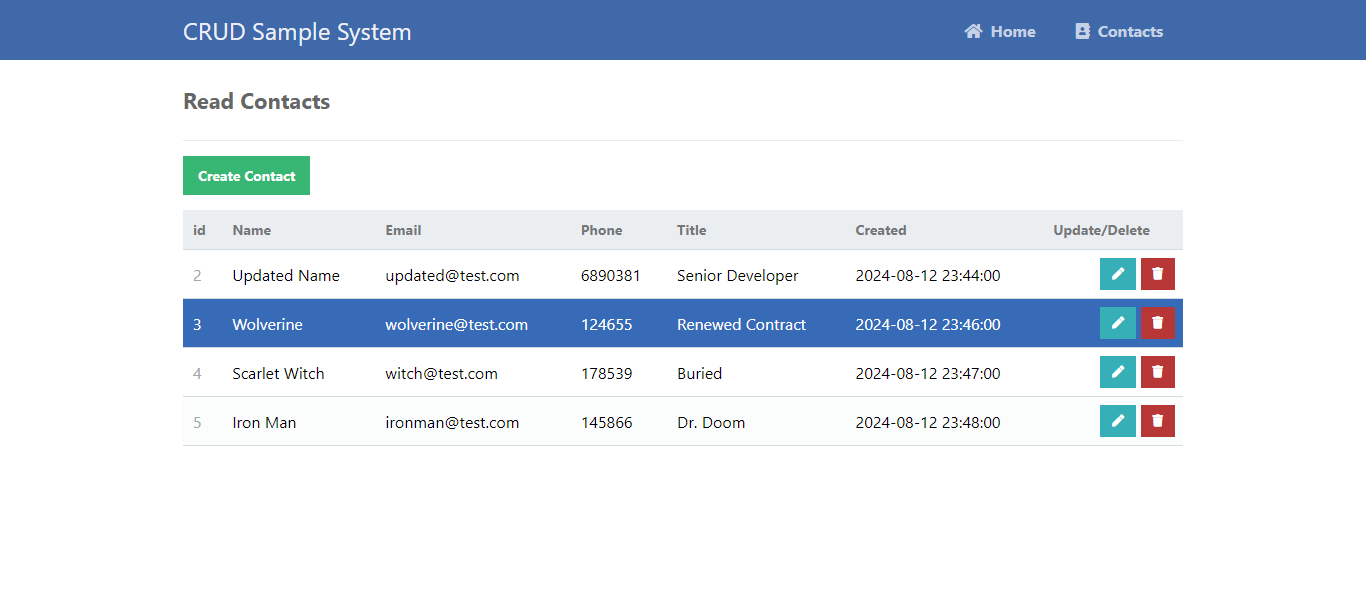 CRUD Sample System Home Contacts
Read Contacts
Create Contact
id Name Email Phone Title Created Update/Delete
2 Updated Name updated@test.com 6890381 Senior Developer 2024-08-12 23:44:00
3 Wolverine wolverine@test.com 124655 Renewed Contract 2024-08-12 23:46:00
4 Scarlet Witch witch@test.com 178539 Buried 2024-08-12 23:47:00
5 Iron Man ironman@test.com 145866 Dr. Doom 2024-08-12 23:48:00